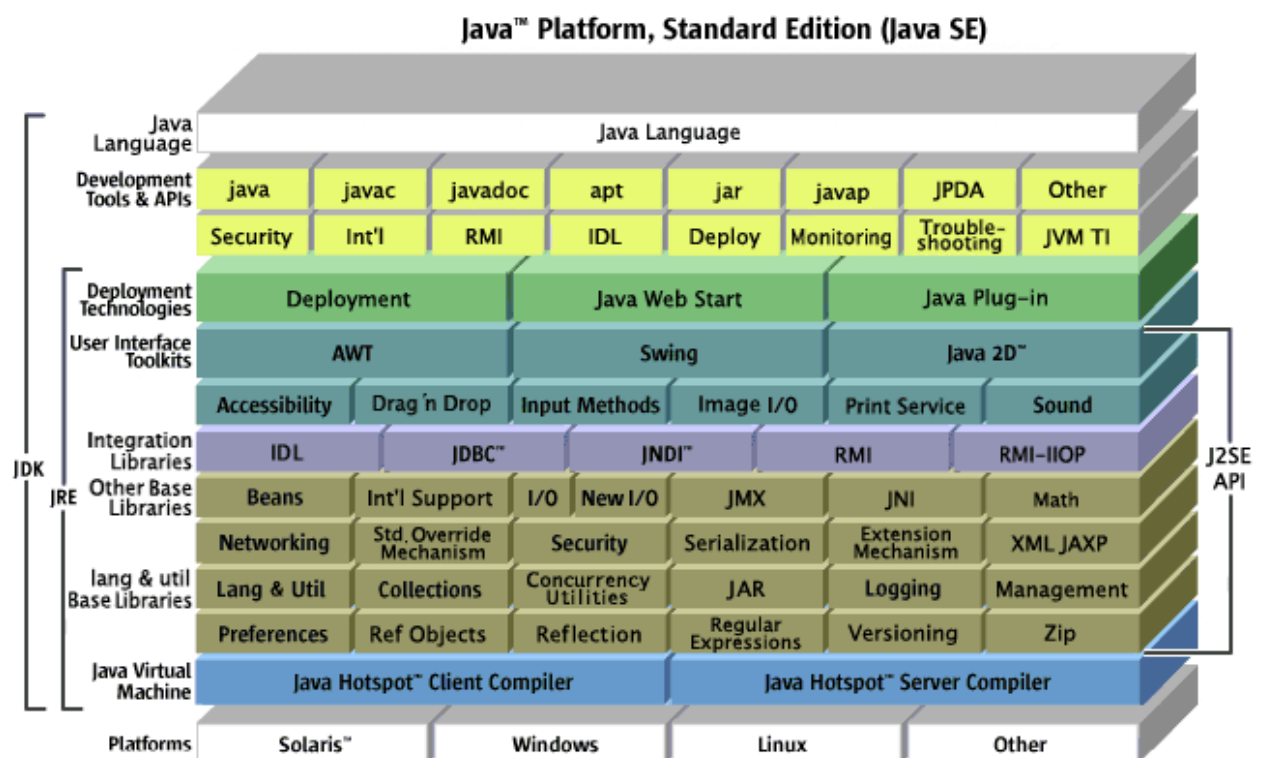 Java™ Platform, Standard Edition (Java SE)
Java
Language
Java Language
Development
Tools & APIs
java javac javadoc apt jar javap JPDA Other
Security Int'l RMI IDL Deploy Monitoring Trouble-
shooting JVM TI
Deployment
Technologies
Deployment Java Web Start Java Plug-in
User Interface
Toolkits
AWT Swing Java 2D™
Accessibility Drag 'n Drop Input Methods Image I/O Print Service Sound
Integration
Libraries
IDL JDBC™ JNDI™ RMI RMI-IIOP
JDK
JRE
J2SE
API
Other Base
Libraries
Beans Int'l Support I/O New I/O JMX JNI Math
Networking Std. Override
Mechanism Security Serialization Extension
Mechanism XML JAXP
lang & util
Base Libraries
Lang & Util Collections Concurrency
Utilities JAR Logging Management
Preferences Ref Objects Reflection Regular
Expressions Versioning Zip
Java Virtual
Machine
Java Hotspot™ Client Compiler Java Hotspot™ Server Compiler
Platforms Solaris™ Windows Linux Other